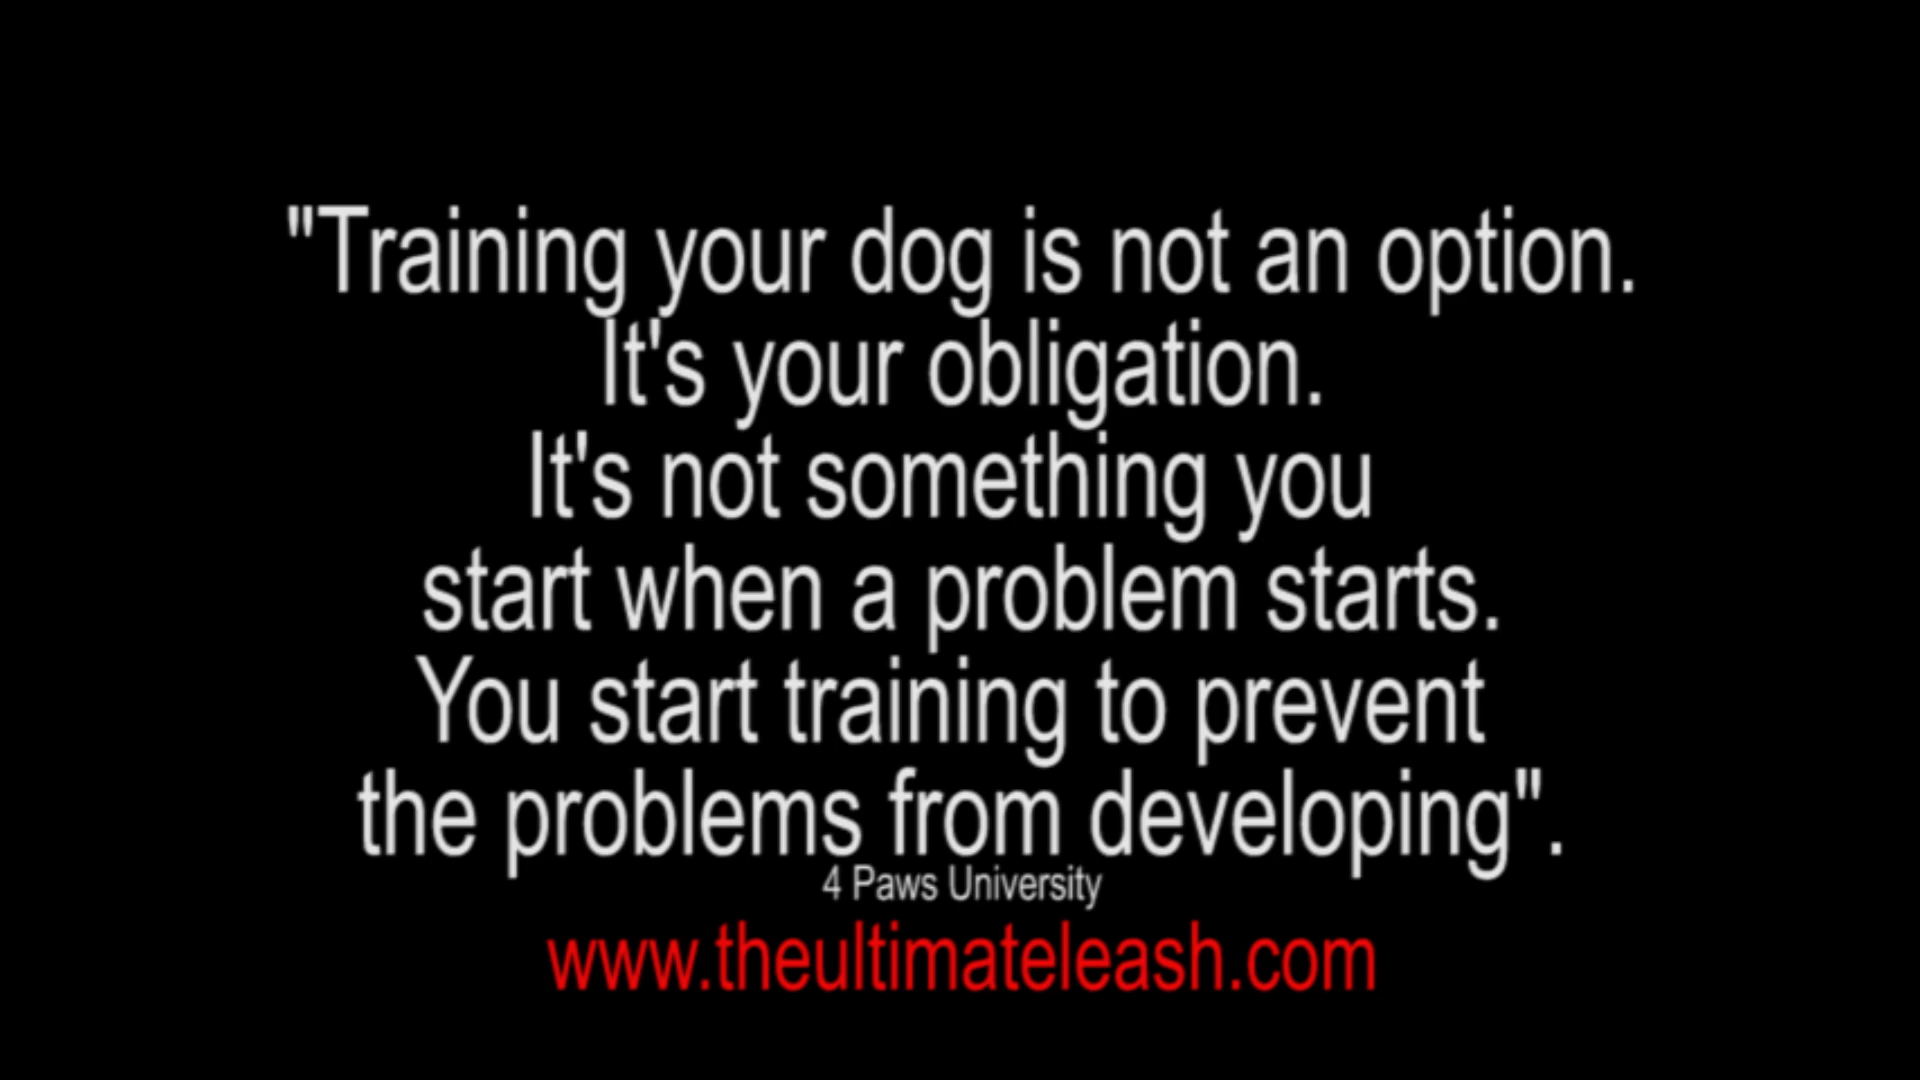 "Training your dog is not an option.
It's your obligation.
It's not something you
start when a problem starts.
You start training to prevent
the problems from developing".
4 Paws University
www.theultimateleash.com